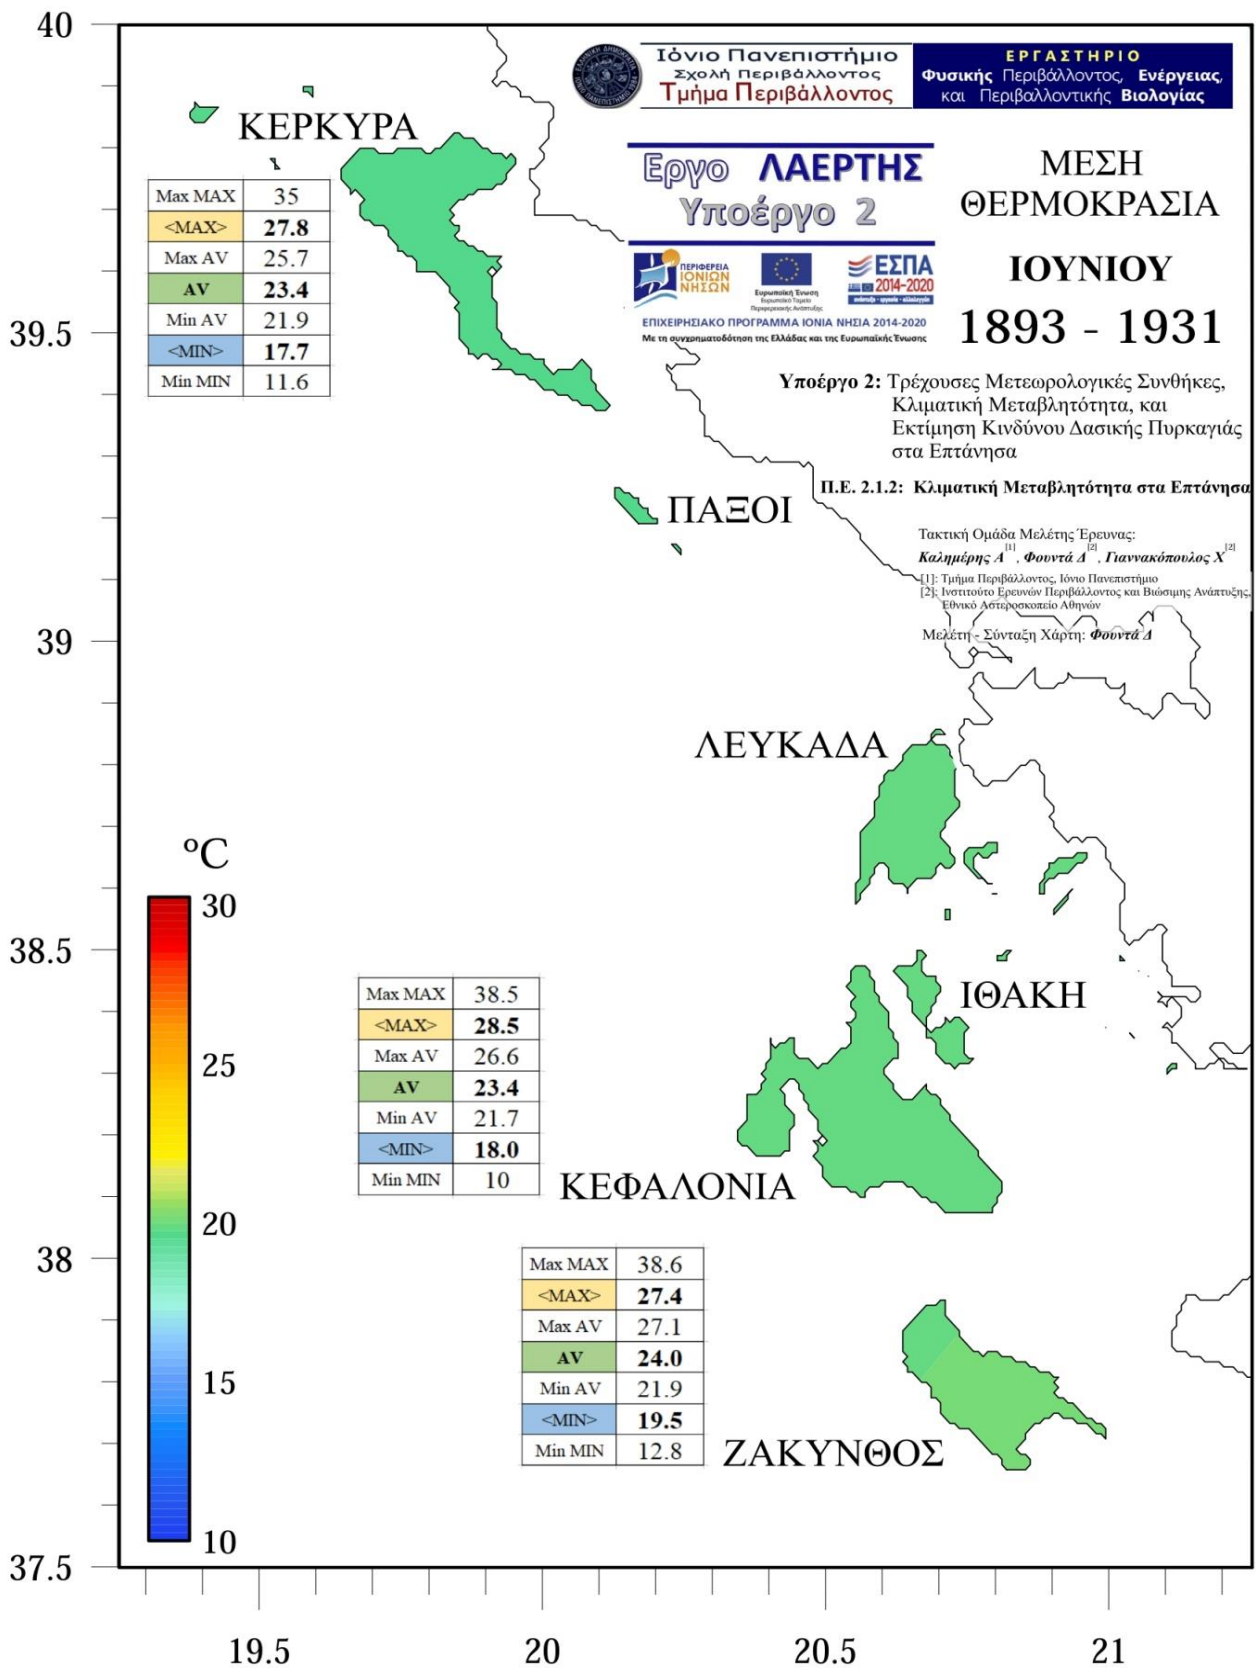 40
39.5
39
38.5
38
37.5
19.5
20
20.5
21
Ιόνιο Πανεπιστήμιο
Σχολή Περιβάλλοντος
Τμήμα Περιβάλλοντος
ΕΡΓΑΣΤΗΡΙΟ
Φυσικής Περιβάλλοντος, Ενέργειας,
και Περιβαλλοντικής Βιολογίας
Εργο ΛΑΕΡΤΗΣ
Υποέργο 2
ΠΕΡΙΦΕΡΕΙΑ
ΙΟΝΙΩΝ
ΝΗΣΩΝ
Ευρωπαϊκή Ένωση
Ευρωπαϊκό Ταμείο
Περιφερειακής Ανάπτυξης
ΕΣΠΑ
2014-2020
ανάπτυξη - εργασία - αλληλεγγύη
ΕΠΙΧΕΙΡΗΣΙΑΚΟ ΠΡΟΓΡΑΜΜΑ ΙΟΝΙΑ ΝΗΣΙΑ 2014-2020
Με τη συγχρηματοδότηση της Ελλάδας και της Ευρωπαϊκής Ένωσης
ΜΕΣΗ
ΘΕΡΜΟΚΡΑΣΙΑ
ΙΟΥΝΙΟΥ
1893 - 1931
Υποέργο 2: Τρέχουσες Μετεωρολογικές Συνθήκες,
Κλιματική Μεταβλητότητα, και
Εκτίμηση Κινδύνου Δασικής Πυρκαγιάς
στα Επτάνησα
Π.Ε. 2.1.2: Κλιματική Μεταβλητότητα στα Επτάνησα
Τακτική Ομάδα Μελέτης Έρευνας:
Καλημέρης Α[1], Φουντά Δ[2], Γιαννακόπουλος Χ[2]
[1]: Τμήμα Περιβάλλοντος, Ιόνιο Πανεπιστήμιο
[2]: Ινστιτούτο Ερευνών Περιβάλλοντος και Βιώσιμης Ανάπτυξης,
Εθνικό Αστεροσκοπείο Αθηνών
Μελέτη - Σύνταξη Χάρτη: Φουντά Δ
ΚΕΡΚΥΡΑ
Max MAX 35
<MAX> 27.8
Max AV 25.7
AV 23.4
Min AV 21.9
<MIN> 17.7
Min MIN 11.6
ΠΑΞΟΙ
ΛΕΥΚΑΔΑ
ΙΘΑΚΗ
Max MAX 38.5
<MAX> 28.5
Max AV 26.6
AV 23.4
Min AV 21.7
<MIN> 18.0
Min MIN 10
ΚΕΦΑΛΟΝΙΑ
Max MAX 38.6
<MAX> 27.4
Max AV 27.1
AV 24.0
Min AV 21.9
<MIN> 19.5
Min MIN 12.8
ΖΑΚΥΝΘΟΣ
°C
30
25
20
15
10